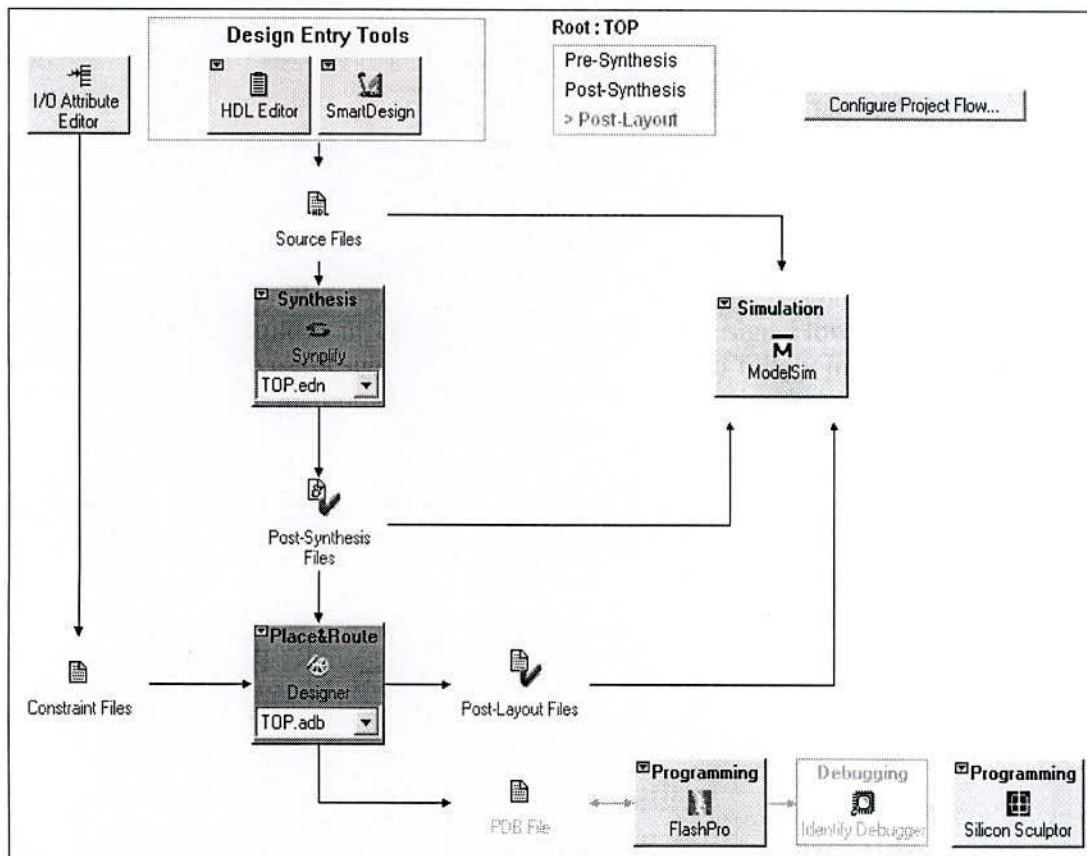 Design Entry Tools
Root : TOP
Pre-Synthesis
Post-Synthesis
> Post-Layout
Configure Project Flow...
I/O Attribute
Editor
HDL Editor
SmartDesign
HDL
Source Files
Synthesis
Synplify
TOP.edn
Simulation
M
ModelSim
Post-Synthesis
Files
Place&Route
Designer
TOP.adb
Constraint Files
Post-Layout Files
PDB File
Programming
FlashPro
Debugging
Identify Debugger
Programming
Silicon Sculptor